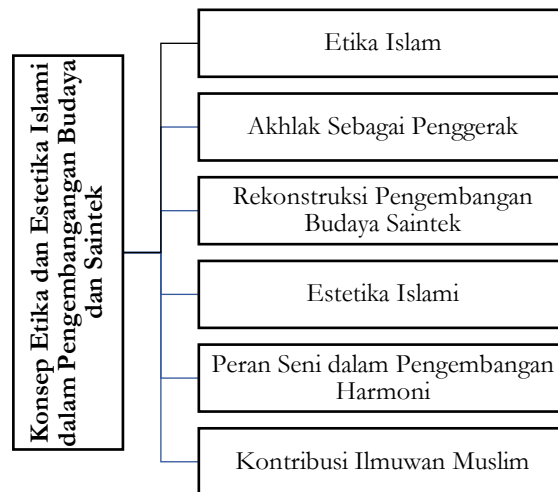 Konsep Etika dan Estetika Islami
dalam Pengembangangan Budaya
dan Saintek
Etika Islam
Akhlak Sebagai Penggerak
Rekonstruksi Pengembangan
Budaya Saintek
Estetika Islami
Peran Seni dalam Pengembangan
Harmoni
Kontribusi Ilmuwan Muslim